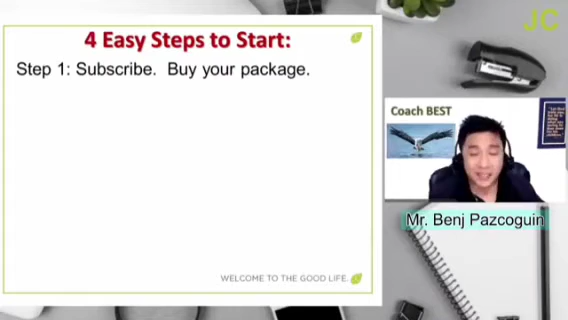 JC
4 Easy Steps to Start:
Step 1: Subscribe. Buy your package.
Coach BEST
Mr. Benj Pazcoguin
WELCOME TO THE GOOD LIFE.